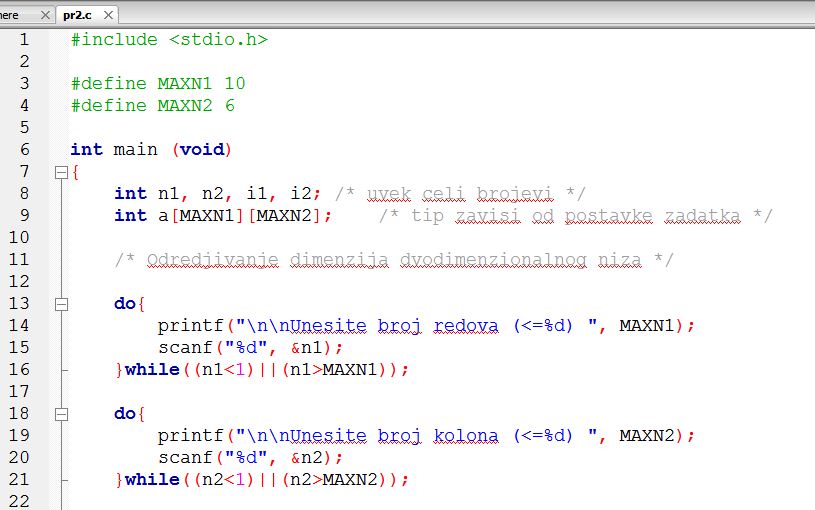 here × pr2.c ×
1 #include <stdio.h>
2
3 #define MAXN1 10
4 #define MAXN2 6
5
6 int main (void)
7 {
8 int n1, n2, i1, i2; /* uvek celi brojevi */
9 int a[MAXN1][MAXN2]; /* tip zavisi od postavke zadatka */
10
11 /* Odredjivanje dimenzija dvodimenzionalnog niza */
12
13 do{
14 printf("\n\nUnesite broj redova (<=%d) ", MAXN1);
15 scanf("%d", &n1);
16 }while((n1<1)||(n1>MAXN1));
17
18 do{
19 printf("\n\nUnesite broj kolona (<=%d) ", MAXN2);
20 scanf("%d", &n2);
21 }while((n2<1)||(n2>MAXN2));
22